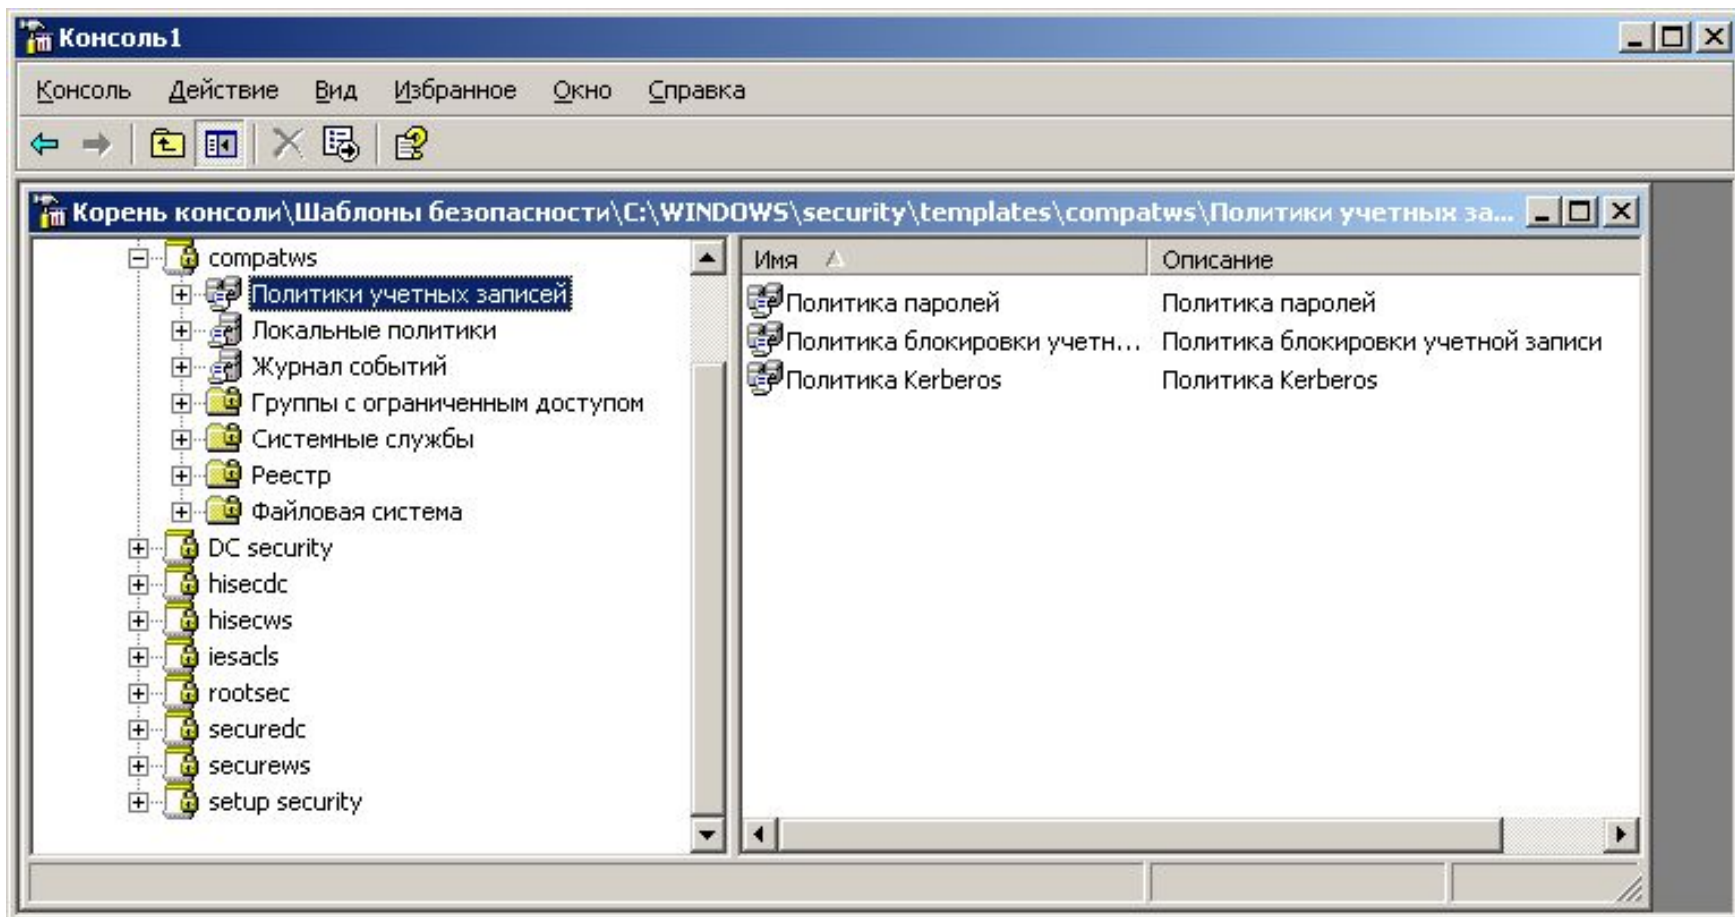 Консоль1
Консоль Действие Вид Избранное Окно Справка
Корень консоли\Шаблоны безопасности\C:\WINDOWS\security\templates\compatws\Политики учетных за...
compatws
Политики учетных записей
Локальные политики
Журнал событий
Группы с ограниченным доступом
Системные службы
Реестр
Файловая система
DC security
hisecdc
hisecws
iesacls
rootsec
securedc
securews
setup security
Имя Описание
Политика паролей Политика паролей
Политика блокировки учетн... Политика блокировки учетной записи
Политика Kerberos Политика Kerberos